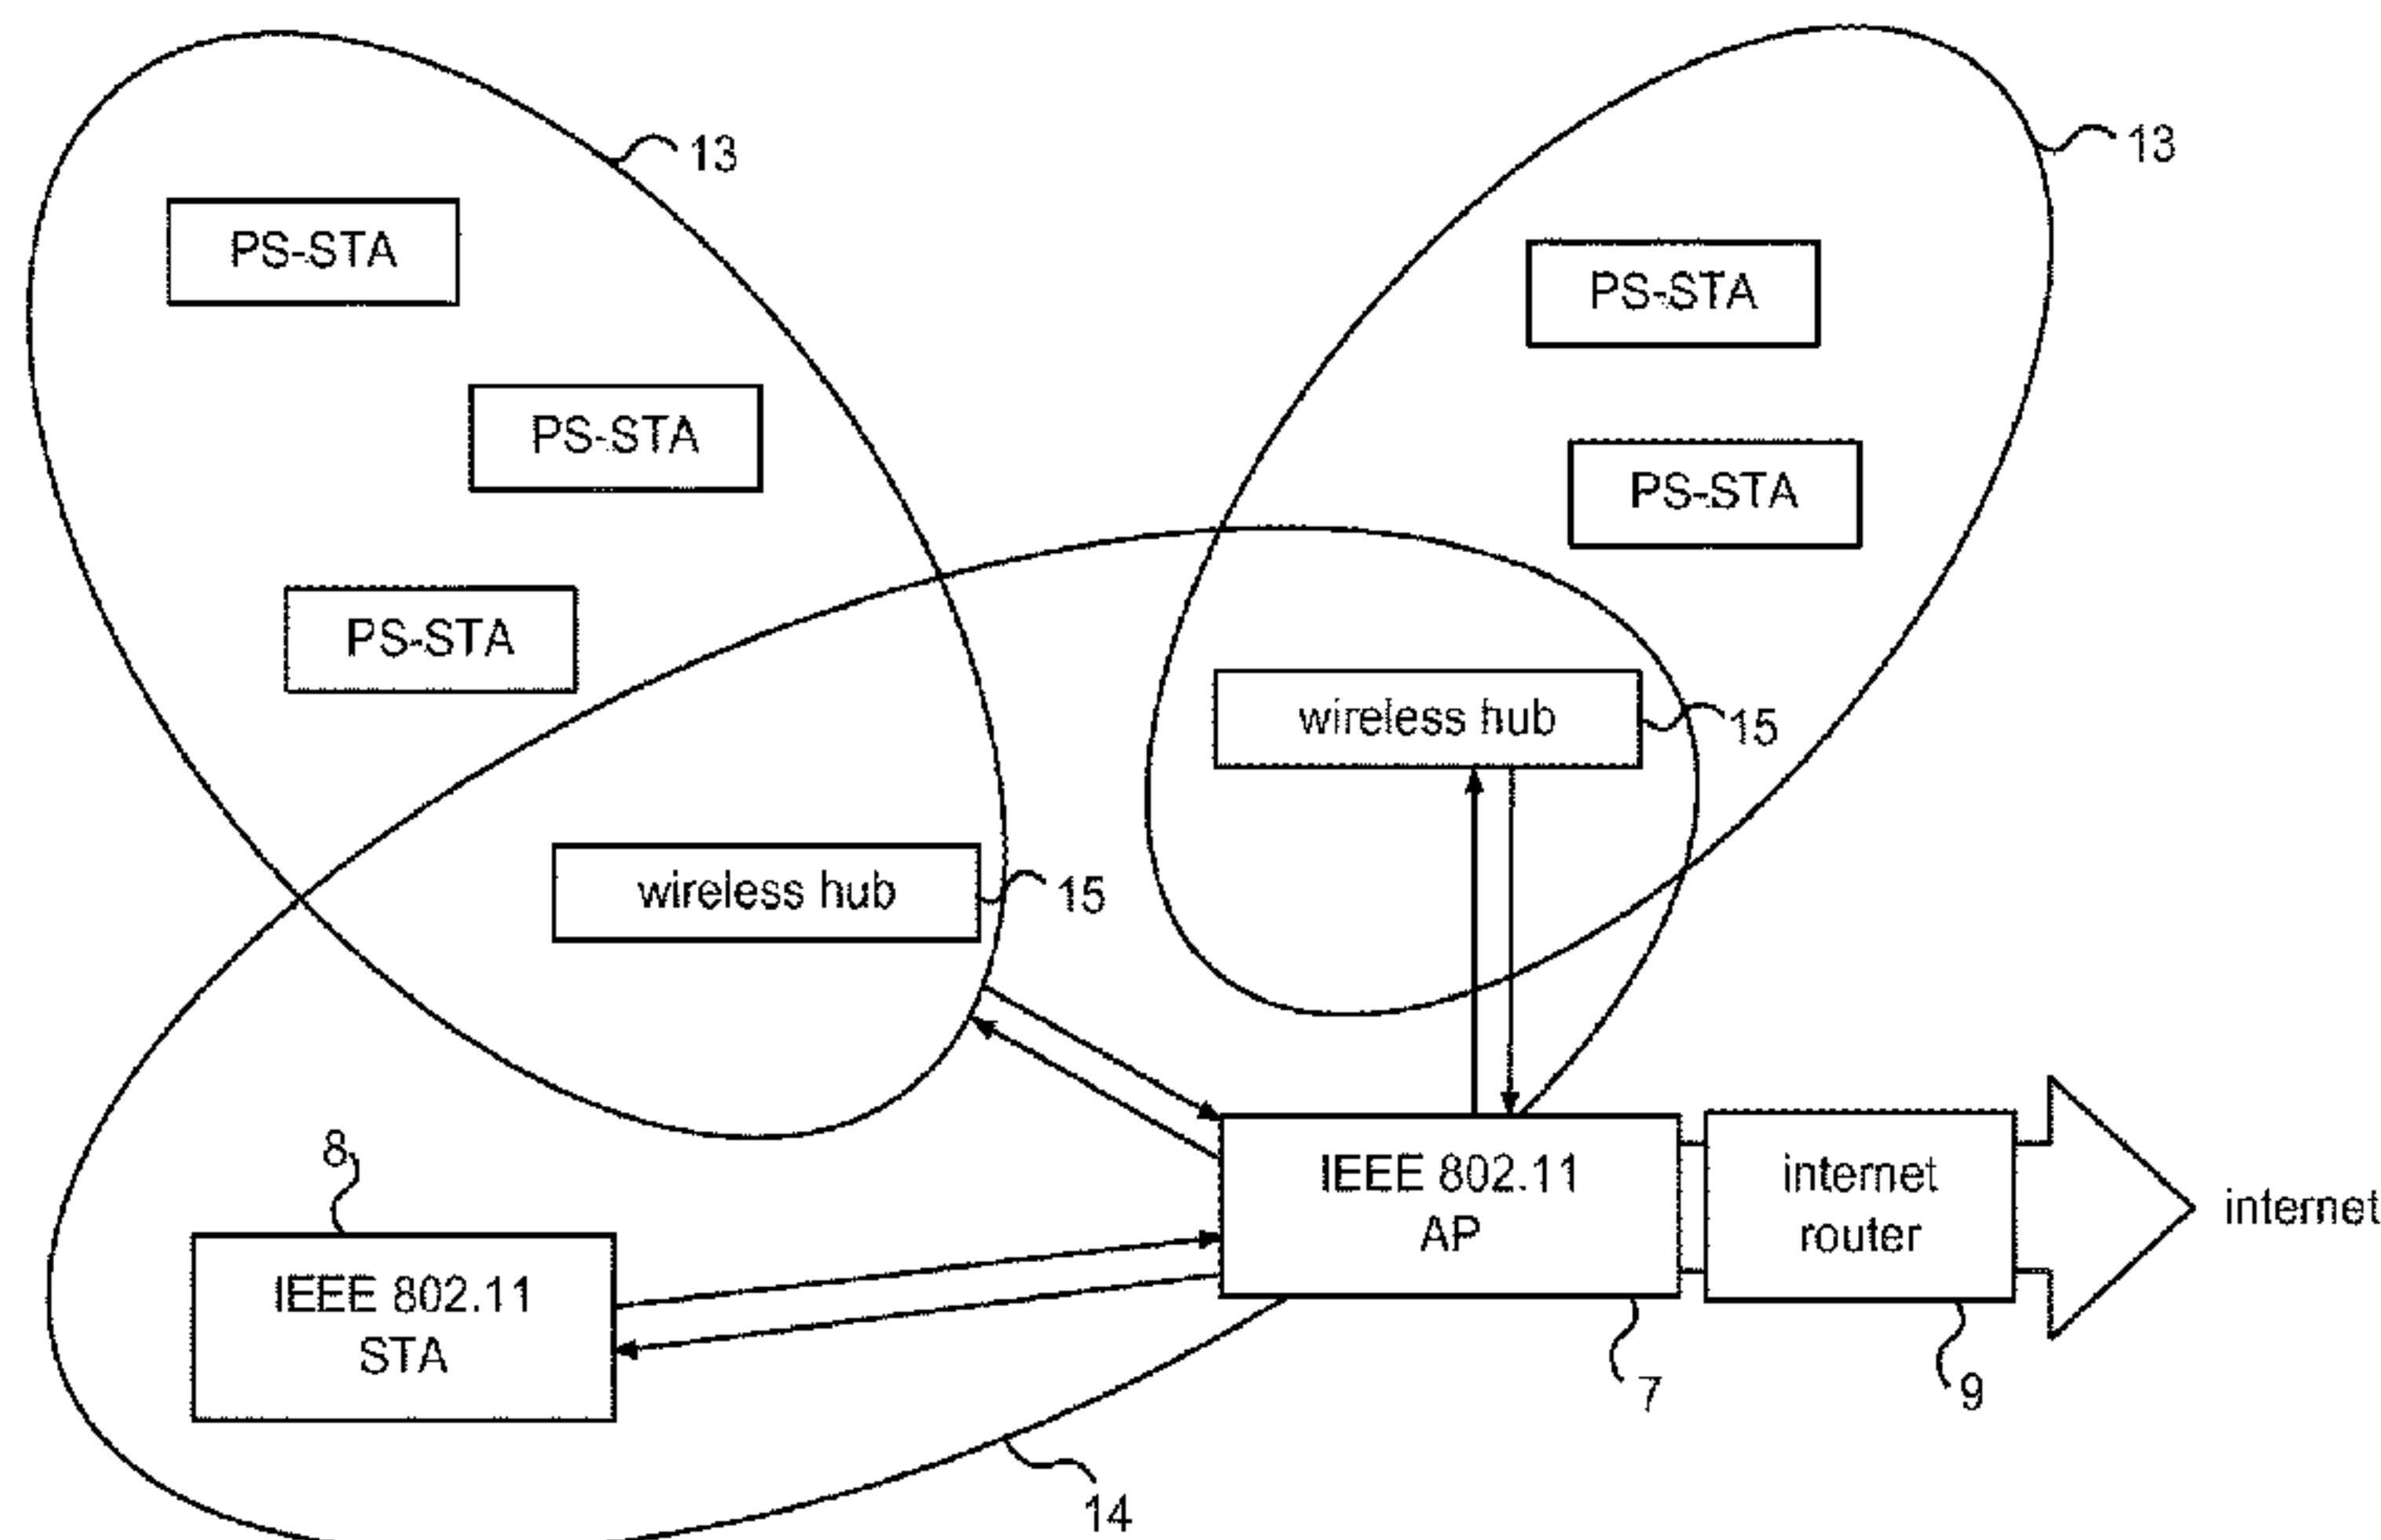 13
13
PS-STA
PS-STA
PS-STA
PS-STA
PS-STA
wireless hub
15
wireless hub
15
8
IEEE 802.11
STA
IEEE 802.11
AP
internet
router
internet
7
9
14